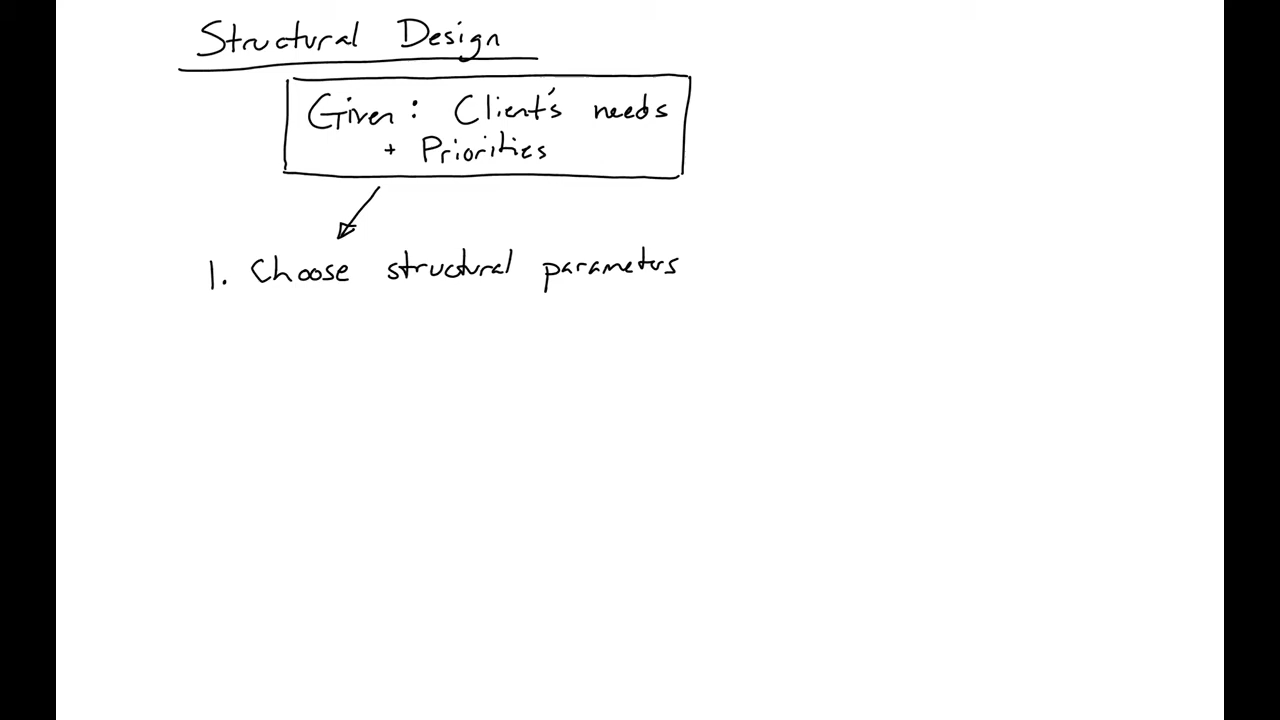 Structural Design
Given: Client's needs
+ Priorities
1. Choose structural parameters